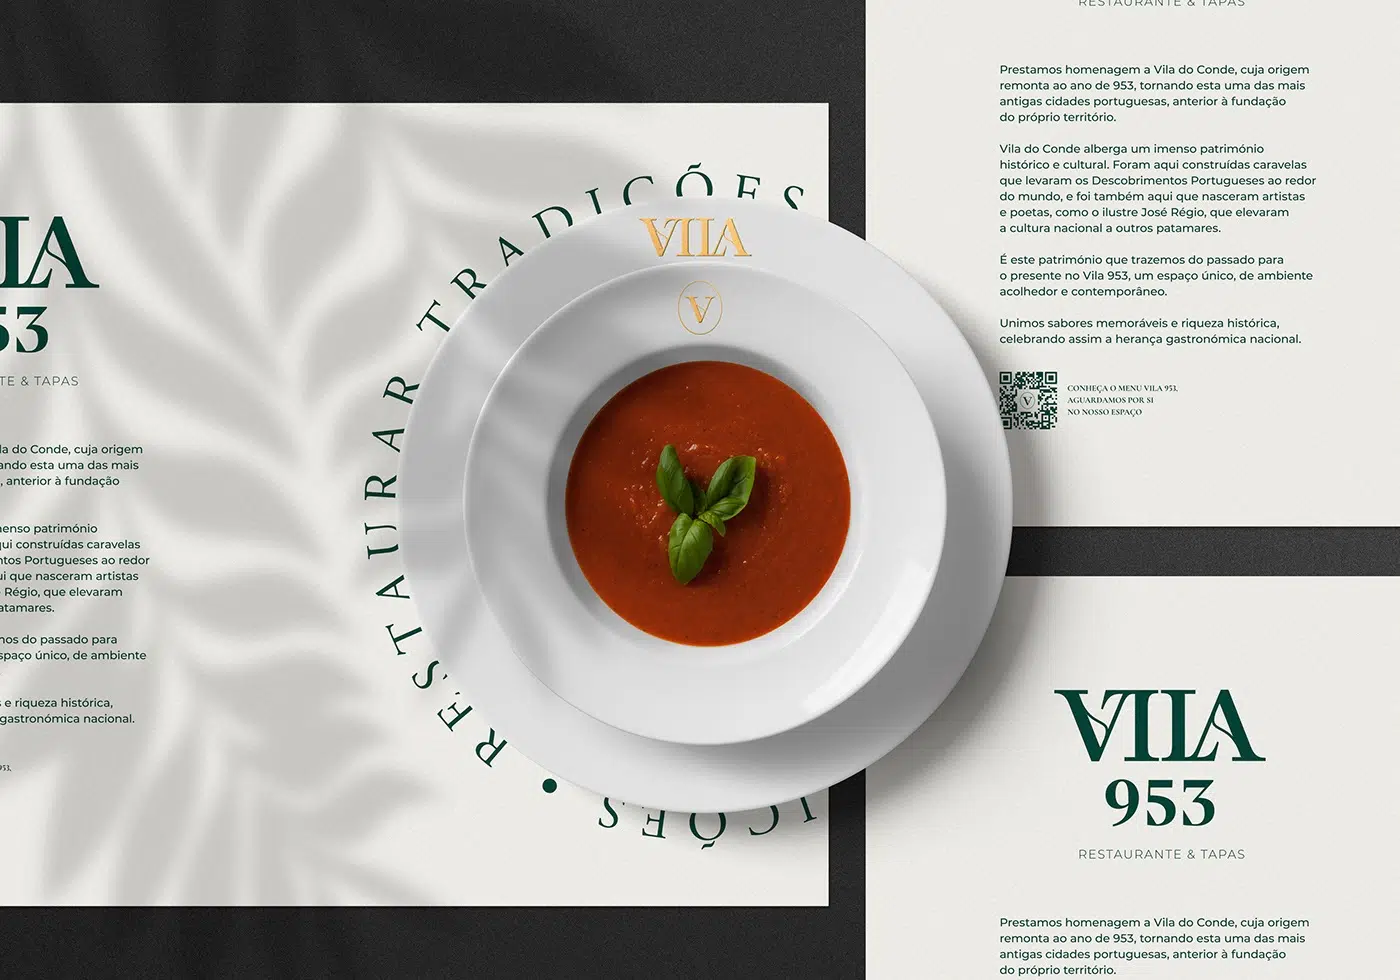 VILA
53
TE & TAPAS
la do Conde, cuja origem
ando esta uma das mais
, anterior à fundação
menso património
qui construídas caravelas
ntos Portugueses ao redor
ui que nasceram artistas
Régio, que elevaram
atamares.
mos do passado para
spaço único, de ambiente
s e riqueza histórica,
gastronómica nacional.
953.
RESTAURAR TRADIÇÕES
• IÇÕES
VILA
V
RESTAURANTE & TAPAS
Prestamos homenagem a Vila do Conde, cuja origem
remonta ao ano de 953, tornando esta uma das mais
antigas cidades portuguesas, anterior à fundação
do próprio território.
Vila do Conde alberga um imenso património
histórico e cultural. Foram aqui construídas caravelas
que levaram os Descobrimentos Portugueses ao redor
do mundo, e foi também aqui que nasceram artistas
e poetas, como o ilustre José Régio, que elevaram
a cultura nacional a outros patamares.
É este património que trazemos do passado para
o presente no Vila 953, um espaço único, de ambiente
acolhedor e contemporâneo.
Unimos sabores memoráveis e riqueza histórica,
celebrando assim a herança gastronómica nacional.
V
CONHEÇA O MENU VILA 953.
AGUARDAMOS POR SI
NO NOSSO ESPAÇO
VILA
953
RESTAURANTE & TAPAS
Prestamos homenagem a Vila do Conde, cuja origem
remonta ao ano de 953, tornando esta uma das mais
antigas cidades portuguesas, anterior à fundação
do próprio território.